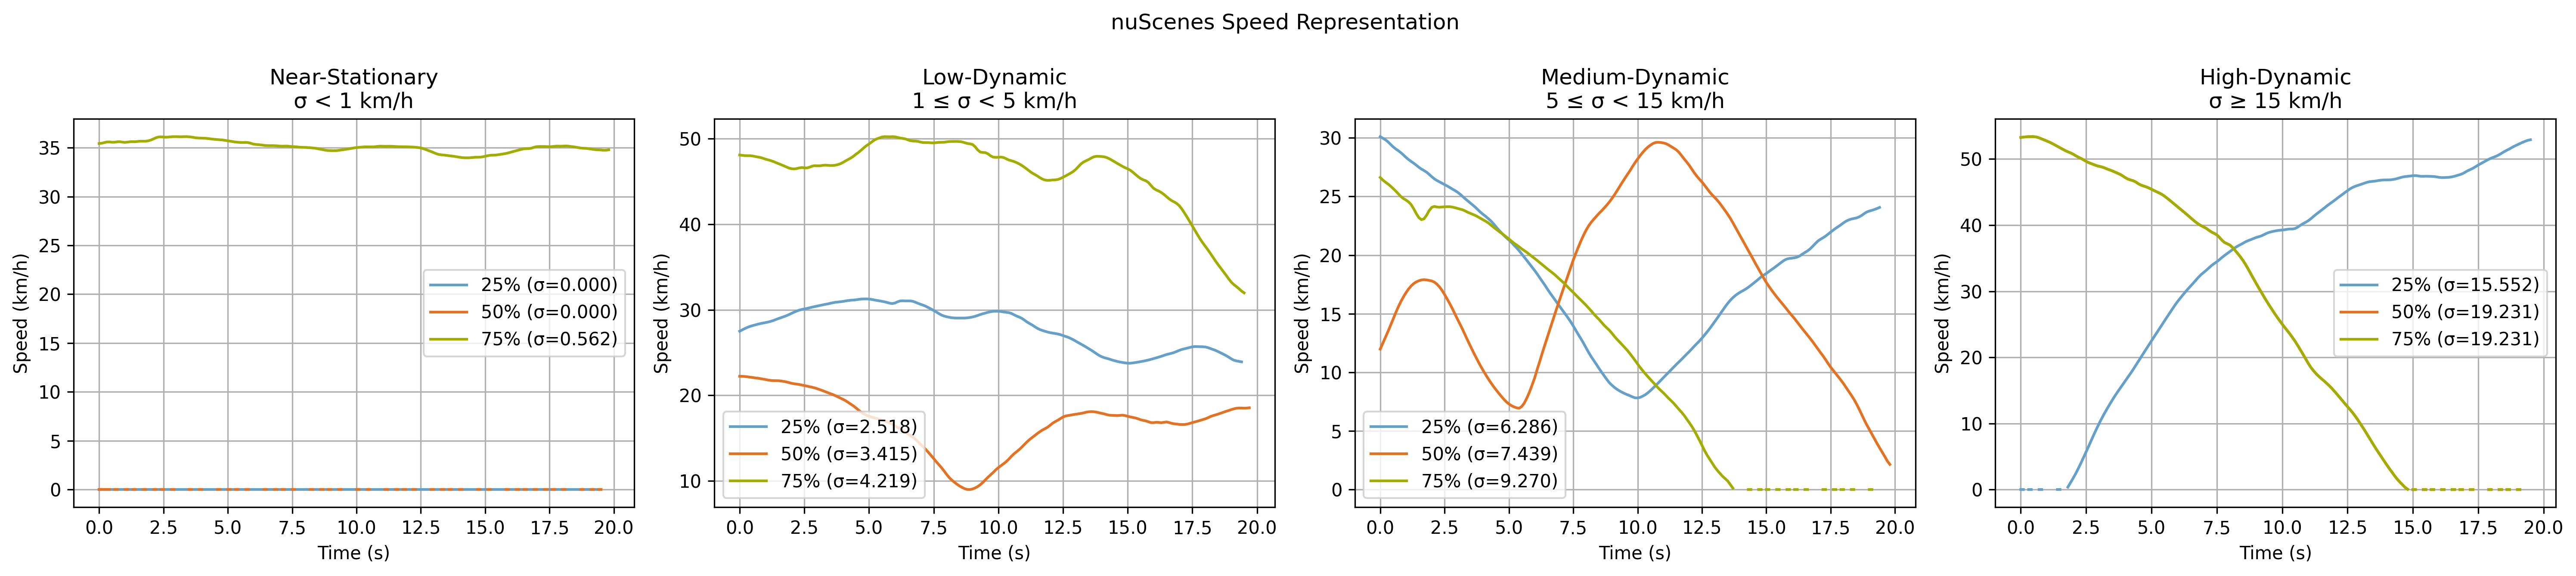 nuScenes Speed Representation
Near-Stationary
σ < 1 km/h
Speed (km/h)
35
30
25
20
15
10
5
0
25% (σ=0.000)
50% (σ=0.000)
75% (σ=0.562)
0.0 2.5 5.0 7.5 10.0 12.5 15.0 17.5 20.0
Time (s)
Low-Dynamic
1 ≤ σ < 5 km/h
Speed (km/h)
50
40
30
20
10
25% (σ=2.518)
50% (σ=3.415)
75% (σ=4.219)
0.0 2.5 5.0 7.5 10.0 12.5 15.0 17.5 20.0
Time (s)
Medium-Dynamic
5 ≤ σ < 15 km/h
Speed (km/h)
30
25
20
15
10
5
0
25% (σ=6.286)
50% (σ=7.439)
75% (σ=9.270)
0.0 2.5 5.0 7.5 10.0 12.5 15.0 17.5 20.0
Time (s)
High-Dynamic
σ ≥ 15 km/h
Speed (km/h)
50
40
30
20
10
0
25% (σ=15.552)
50% (σ=19.231)
75% (σ=19.231)
0.0 2.5 5.0 7.5 10.0 12.5 15.0 17.5 20.0
Time (s)